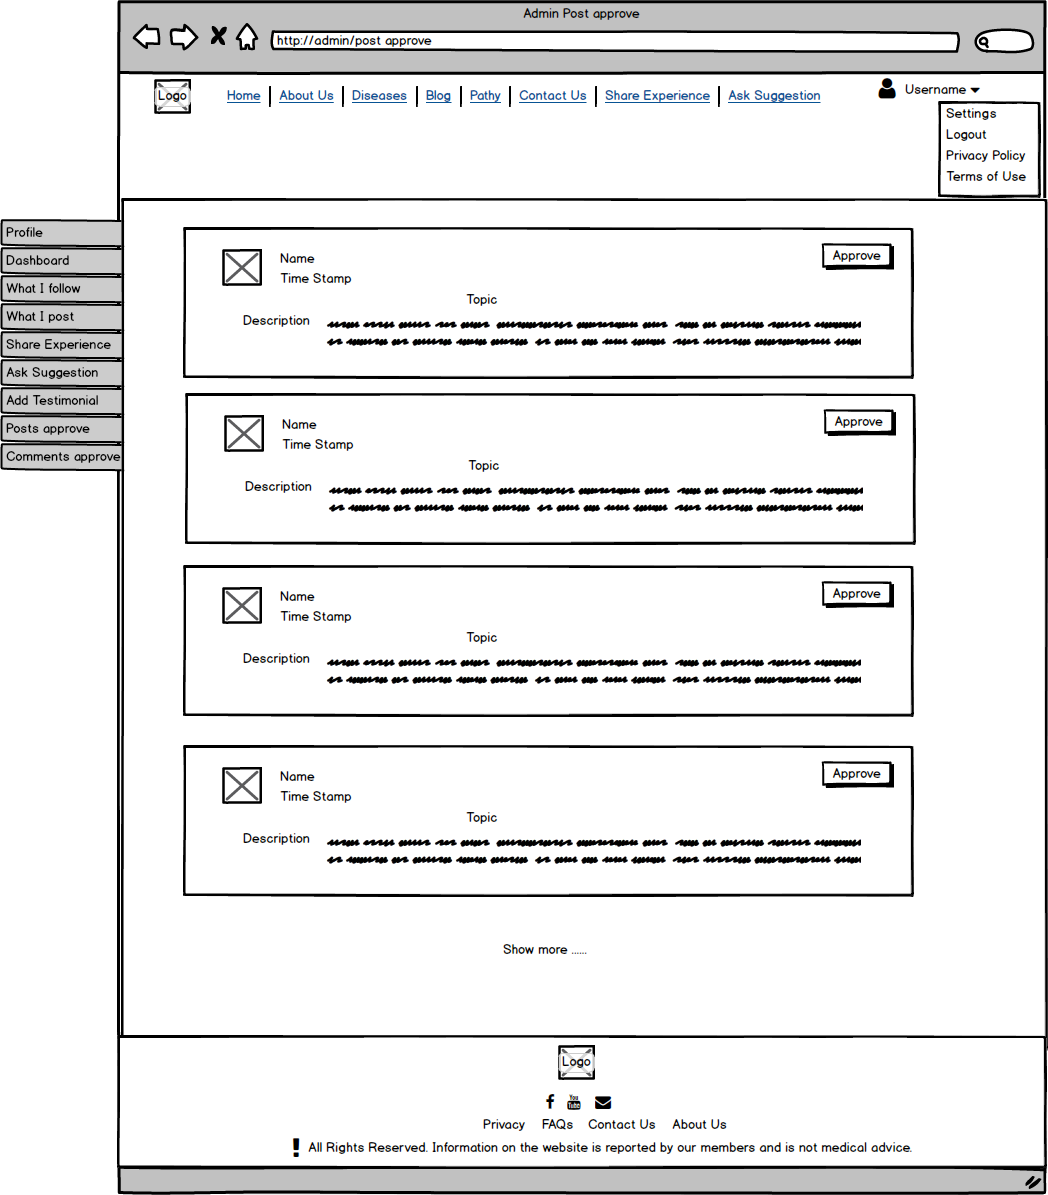 Admin Post approve
http://admin/post approve
Logo
Home | About Us | Diseases | Blog | Pathy | Contact Us | Share Experience | Ask Suggestion
Username
Settings
Logout
Privacy Policy
Terms of Use
Profile
Dashboard
What I follow
What I post
Share Experience
Ask Suggestion
Add Testimonial
Posts approve
Comments approve
Name
Approve
Time Stamp
Topic
Description
Name
Approve
Time Stamp
Topic
Description
Name
Approve
Time Stamp
Topic
Description
Name
Approve
Time Stamp
Topic
Description
Show more ......
Logo
You Tube
Privacy FAQs Contact Us About Us
! All Rights Reserved. Information on the website is reported by our members and is not medical advice.